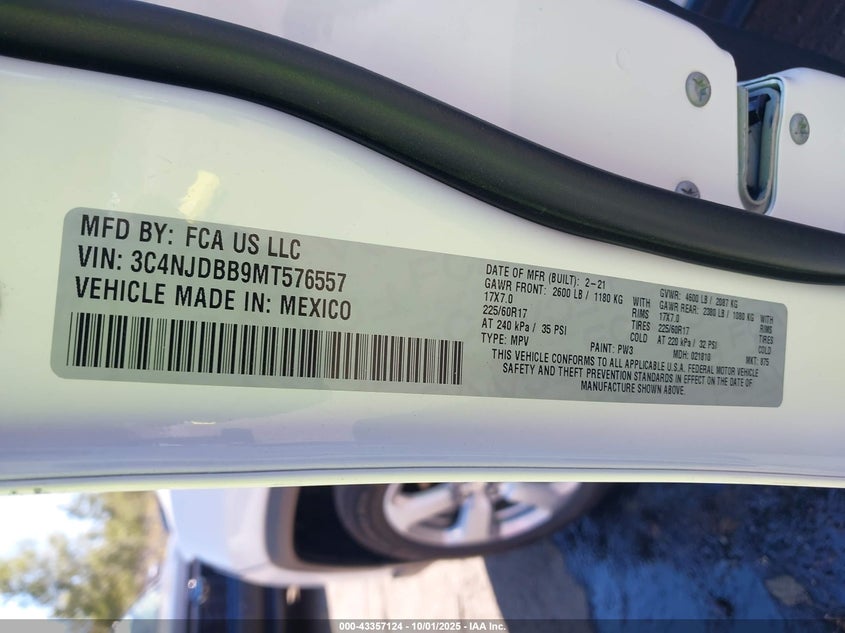 MFD BY: FCA US LLC
VIN: 3C4NJDBB9MT576557
VEHICLE MADE IN: MEXICO
DATE OF MFR (BUILT): 2-21 GVWR: 4600 LB / 2087 KG
GAWR FRONT: 2600 LB / 1180 KG WITH GAWR REAR: 2380 LB / 1080 KG WITH
17X7.0 RIMS 17X7.0 RIMS
225/60R17 TIRES 225/60R17 TIRES
AT 240 kPa / 35 PSI COLD AT 220 kPa / 32 PSI COLD
TYPE: MPV PAINT: PW3 MDH: 021810 MKT: 975
THIS VEHICLE CONFORMS TO ALL APPLICABLE U.S.A. FEDERAL MOTOR VEHICLE
SAFETY AND THEFT PREVENTION STANDARDS IN EFFECT ON THE DATE OF
MANUFACTURE SHOWN ABOVE.
000-43357124 - 10/01/2025 - IAA Inc.